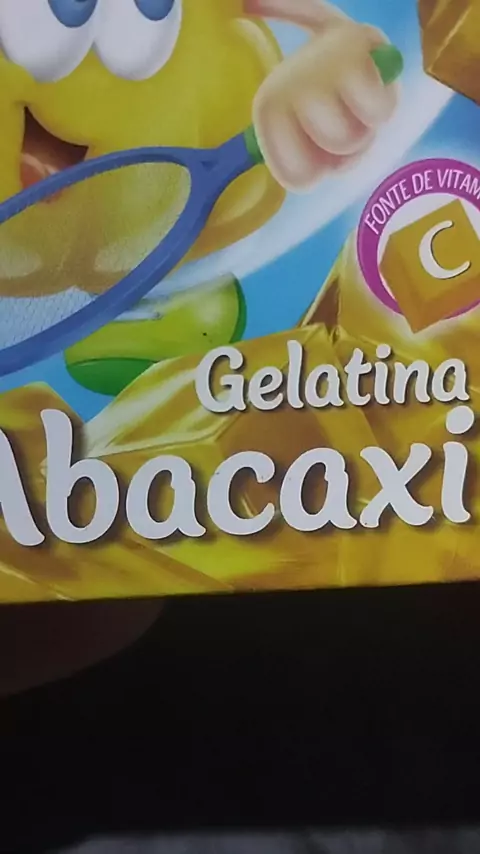 FONTE DE VITAM
C
Gelatina
Abacaxi